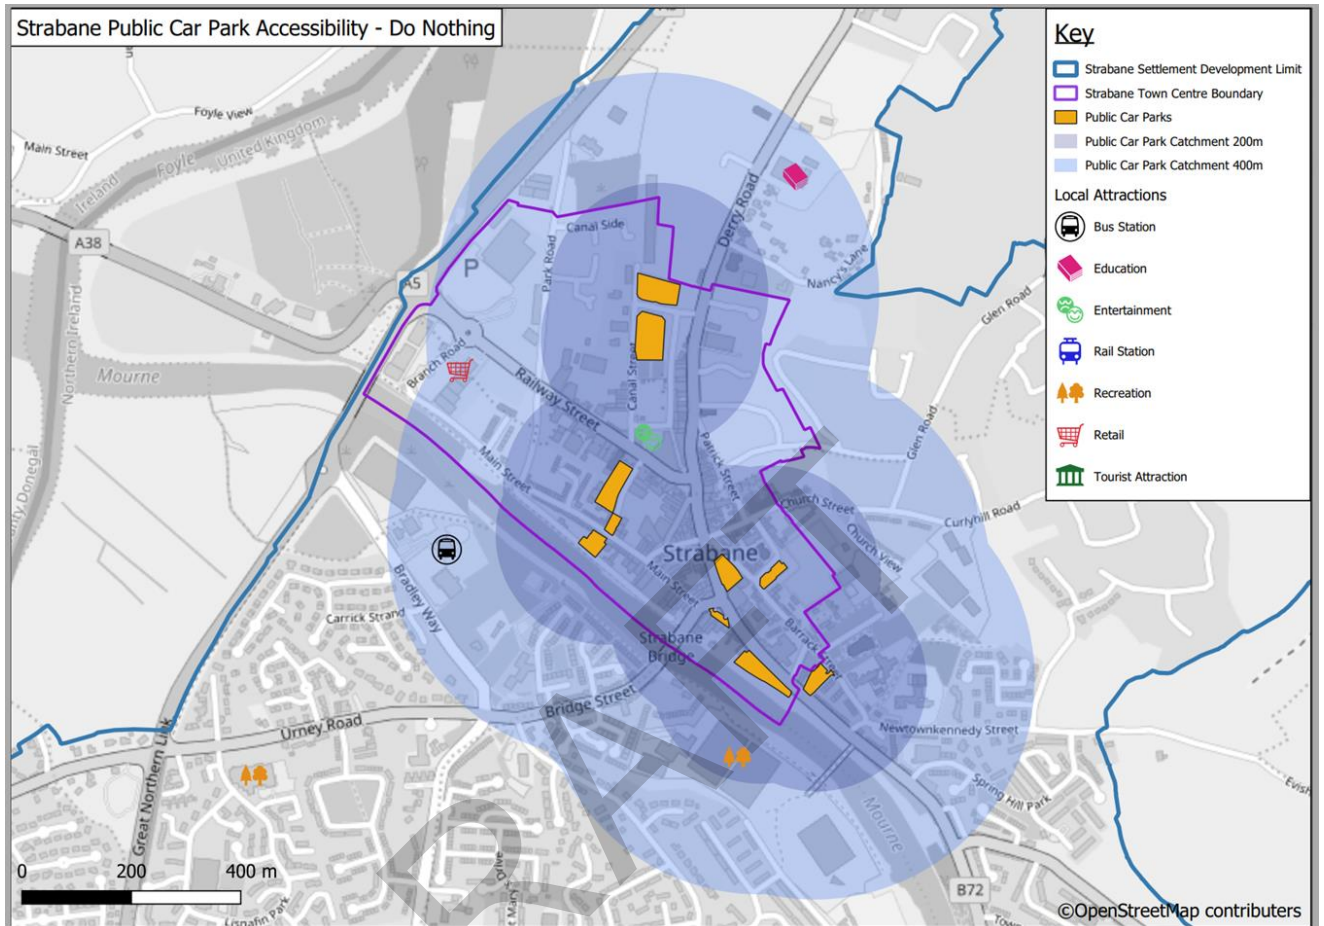 Strabane Public Car Park Accessibility - Do Nothing
Key
Strabane Settlement Development Limit
Strabane Town Centre Boundary
Public Car Parks
Public Car Park Catchment 200m
Public Car Park Catchment 400m
Local Attractions
Bus Station
Education
Entertainment
Rail Station
Recreation
Retail
Tourist Attraction
Foyle View
Main Street
Foyle
United Kingdom
Ireland
Northern Ireland
A38
A5
P
Canal Side
Park Road
Derry Road
Nancy's Lane
Glen Road
Mourne
Branch Road
Railway Street
Canal Street
Main Street
Patrick Street
Glen Road
Church Street
Church View
Curlyhill Road
Strabane
Main Street
Barrack Street
Strabane
Bridge
Bradley Way
Carrick Strand
Bridge Street
Urney Road
Great Northern Link
Newtownkennedy Street
Spring Hill Park
Mourne
B72
Lisnafin Park
0 200 400 m
©OpenStreetMap contributers